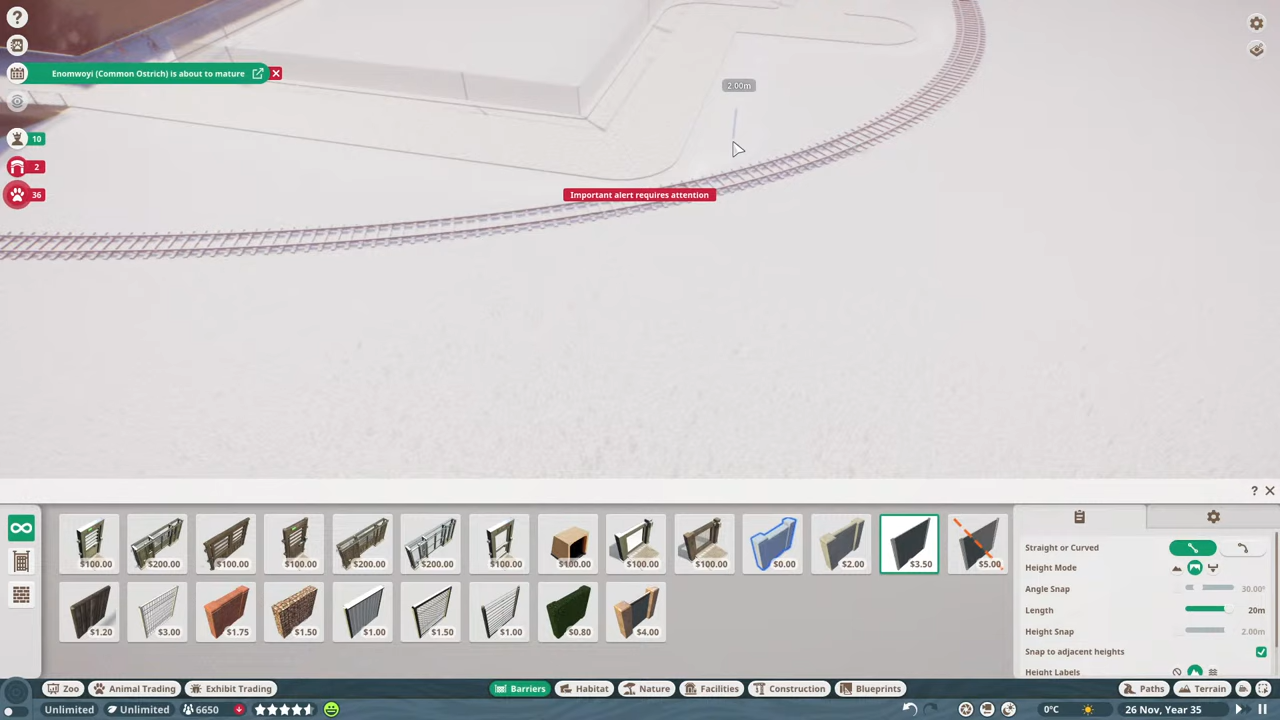 ?
Enomwoyi (Common Ostrich) is about to mature
2.00m
10
2
36
Important alert requires attention
?
$100.00
$200.00
$100.00
$100.00
$200.00
$200.00
$100.00
$100.00
$100.00
$100.00
$0.00
$2.00
$3.50
$5.00
$1.20
$3.00
$1.75
$1.50
$1.00
$1.50
$1.00
$0.80
$4.00
Straight or Curved
Height Mode
Angle Snap 30.00°
Length 20m
Height Snap 2.00m
Snap to adjacent heights
Height Labels
Zoo
Animal Trading
Exhibit Trading
Barriers
Habitat
Nature
Facilities
Construction
Blueprints
Paths
Terrain
Unlimited
Unlimited
6650
0°C
26 Nov, Year 35